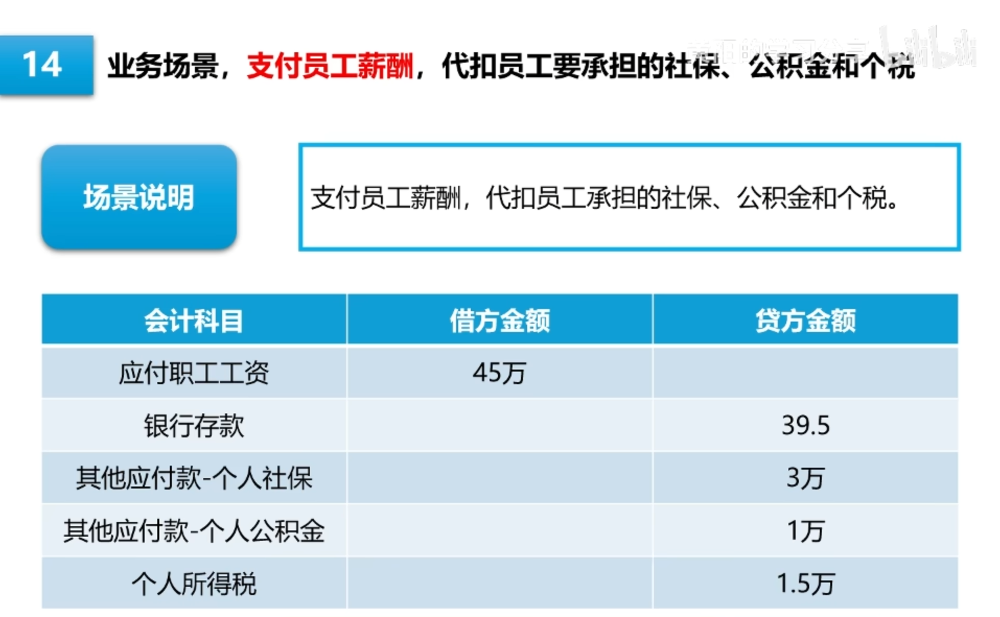 14
业务场景，支付员工薪酬，代扣员工要承担的社保、公积金和个税
bilibili
场景说明
支付员工薪酬，代扣员工承担的社保、公积金和个税。
会计科目 借方金额 贷方金额
应付职工工资 45万
银行存款 39.5
其他应付款-个人社保 3万
其他应付款-个人公积金 1万
个人所得税 1.5万